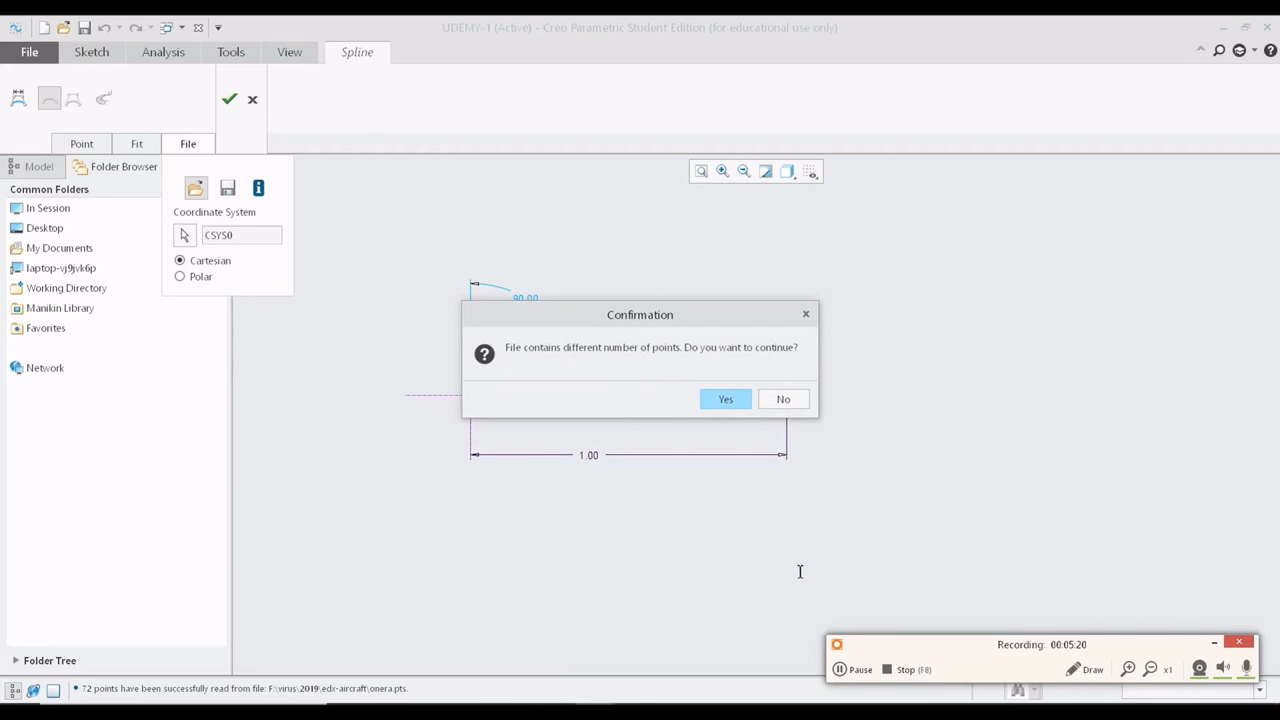 UDEMY-1 (Active) - Creo Parametric Student Edition (for educational use only)
File Sketch Analysis Tools View Spline
Point Fit File
Model Folder Browser
Common Folders
In Session
Desktop
My Documents
laptop-vj9jvk6p
Working Directory
Manikin Library
Favorites
Network
Folder Tree
Coordinate System
CSYS0
Cartesian
Polar
90.00
Confirmation
File contains different number of points. Do you want to continue?
Yes No
1.00
Recording: 00:05:20
Pause Stop (F8) Draw x1
• 72 points have been successfully read from file: F:\virus\2019\edx-aircraft\onera.pts.